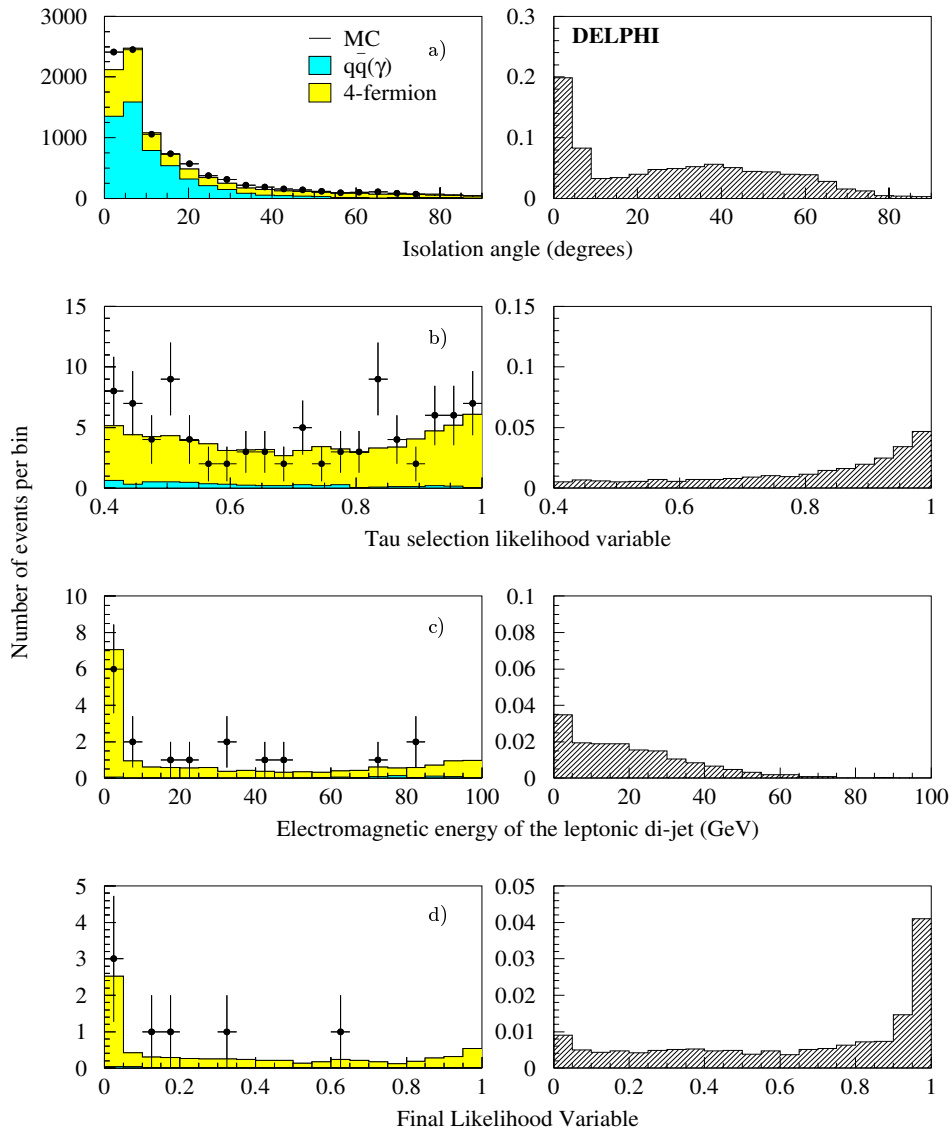 3000
2000
1000
0
MC
qq̄(γ)
4-fermion
a)
0 20 40 60 80
0.3
0.2
0.1
0
DELPHI
0 20 40 60 80
Isolation angle (degrees)
Number of events per bin
15
10
5
0
b)
0.4 0.6 0.8 1
0.15
0.1
0.05
0
0.4 0.6 0.8 1
Tau selection likelihood variable
10
8
6
4
2
0
c)
0 20 40 60 80 100
0.1
0.08
0.06
0.04
0.02
0
0 20 40 60 80 100
Electromagnetic energy of the leptonic di-jet (GeV)
5
4
3
2
1
0
d)
0 0.2 0.4 0.6 0.8 1
0.05
0.04
0.03
0.02
0.01
0
0 0.2 0.4 0.6 0.8 1
Final Likelihood Variable